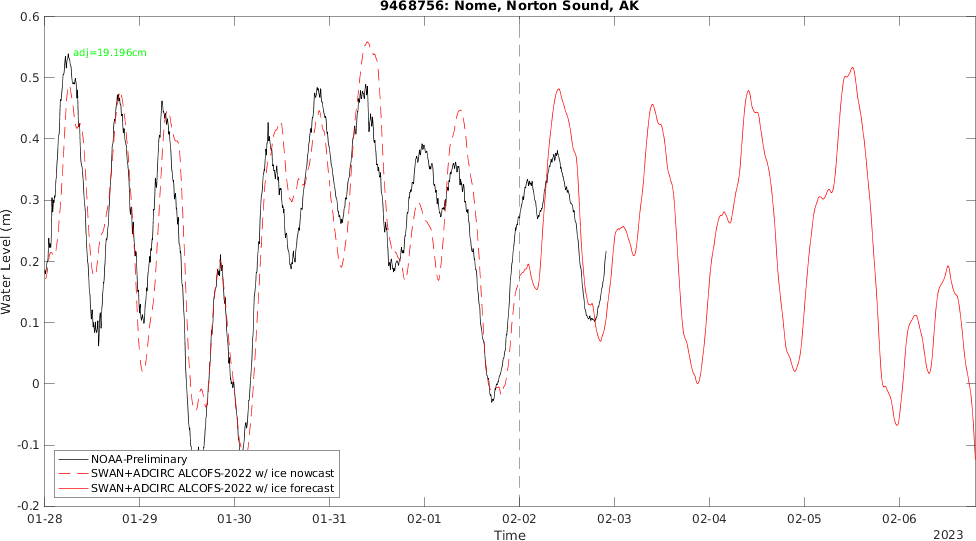 9468756: Nome, Norton Sound, AK
0.6
adj=19.196cm
0.5
0.4
0.3
0.2
0.1
0
-0.1
-0.2
Water Level (m)
NOAA-Preliminary
SWAN+ADCIRC ALCOFS-2022 w/ ice nowcast
SWAN+ADCIRC ALCOFS-2022 w/ ice forecast
01-28 01-29 01-30 01-31 02-01 02-02 02-03 02-04 02-05 02-06
Time
2023